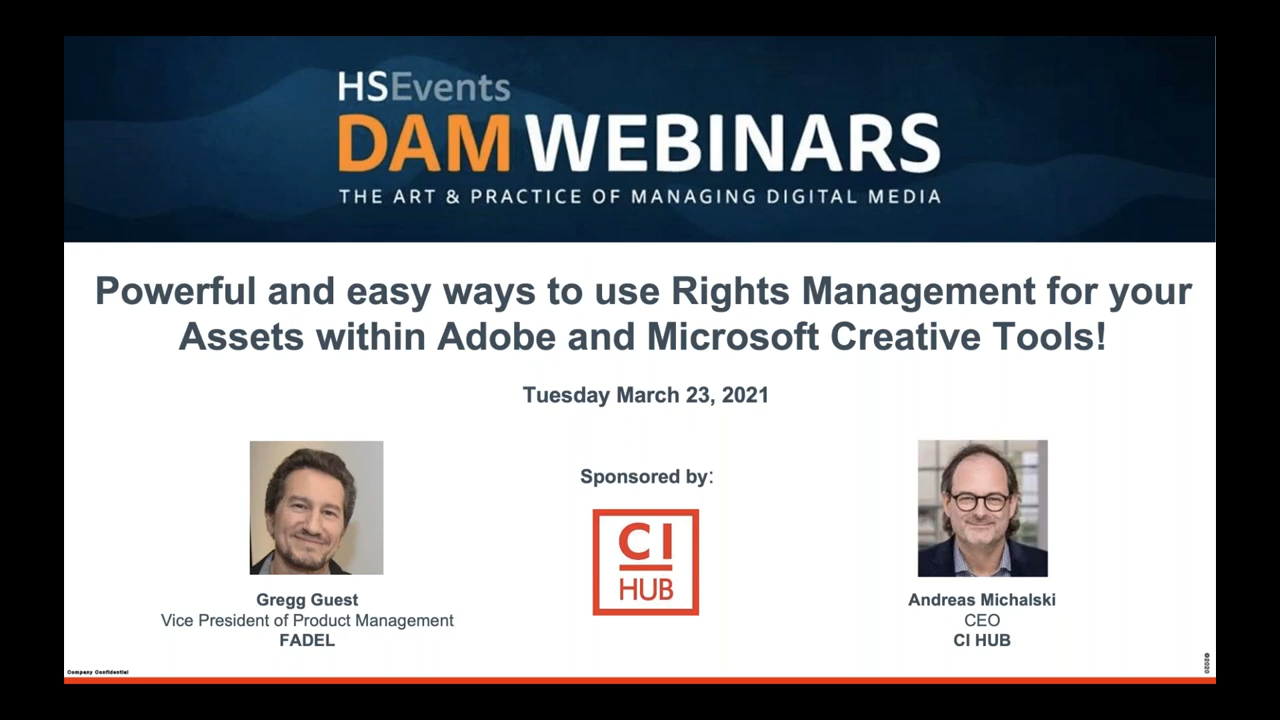 HSEvents
DAM WEBINARS
THE ART & PRACTICE OF MANAGING DIGITAL MEDIA
Powerful and easy ways to use Rights Management for your
Assets within Adobe and Microsoft Creative Tools!
Tuesday March 23, 2021
Sponsored by:
CI
HUB
Gregg Guest
Vice President of Product Management
FADEL
Andreas Michalski
CEO
CI HUB
Company Confidential
©2020